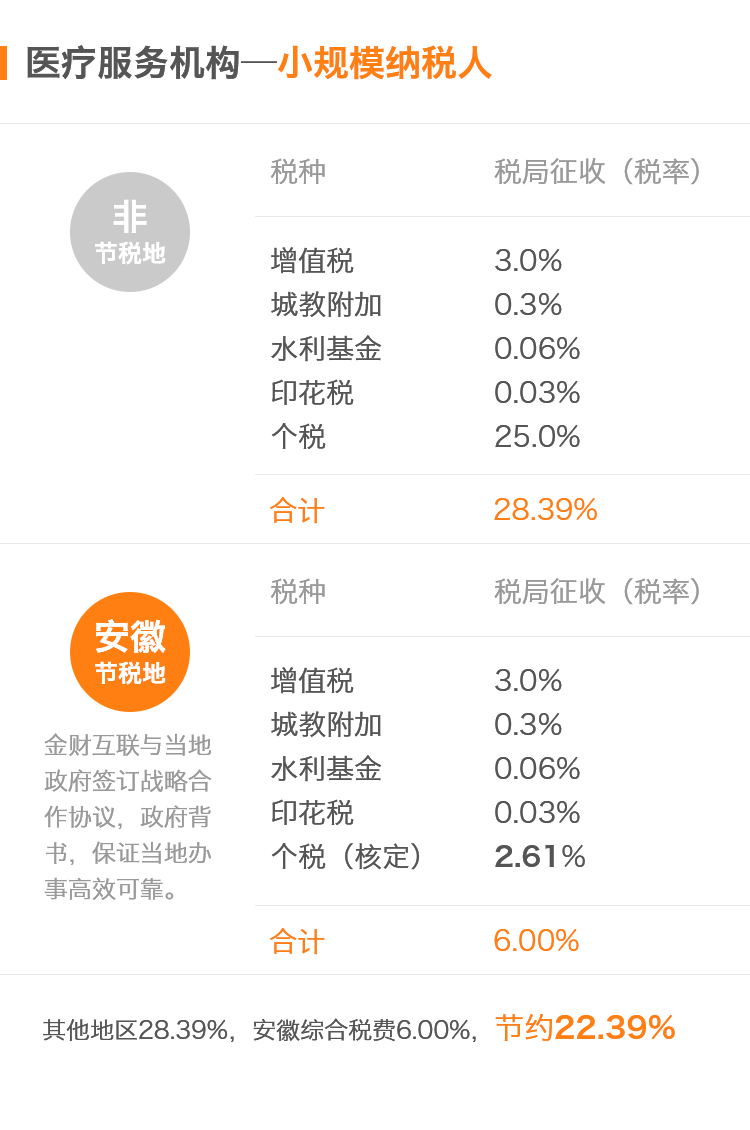 医疗服务机构—小规模纳税人
非
节税地
税种 税局征收（税率）
增值税 3.0%
城教附加 0.3%
水利基金 0.06%
印花税 0.03%
个税 25.0%
合计 28.39%
安徽
节税地
金财互联与当地
政府签订战略合
作协议，政府背
书，保证当地办
事高效可靠。
税种 税局征收（税率）
增值税 3.0%
城教附加 0.3%
水利基金 0.06%
印花税 0.03%
个税（核定） 2.61%
合计 6.00%
其他地区28.39%，安徽综合税费6.00%，节约22.39%